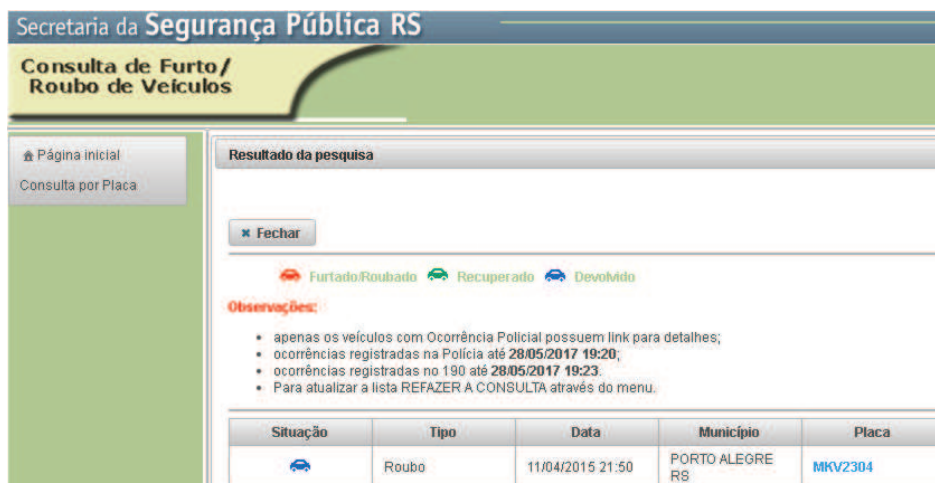 Secretaria da Segurança Pública RS
Consulta de Furto/
Roubo de Veículos
Página inicial
Consulta por Placa
Resultado da pesquisa
Fechar
Furtado/Roubado Recuperado Devolvido
Observações:
apenas os veículos com Ocorrência Policial possuem link para detalhes;
ocorrências registradas na Polícia até 28/05/2017 19:20;
ocorrências registradas no 190 até 28/05/2017 19:23.
Para atualizar a lista REFAZER A CONSULTA através do menu.
Situação Tipo Data Município Placa
Roubo 11/04/2015 21:50 PORTO ALEGRE MKV2304
RS